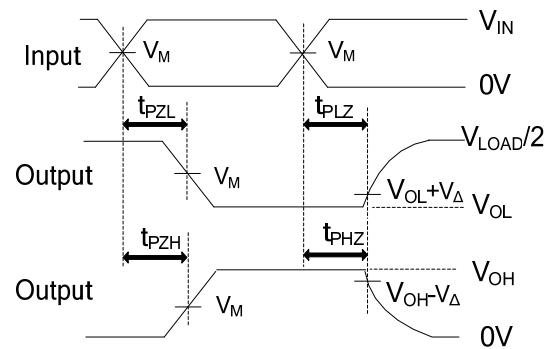 V_IN
Input V_M V_M
0V
t_PZL t_PLZ
V_LOAD/2
Output V_M V_OL+V_Δ
V_OL
t_PZH t_PHZ
V_OH
Output V_M V_OH-V_Δ
0V